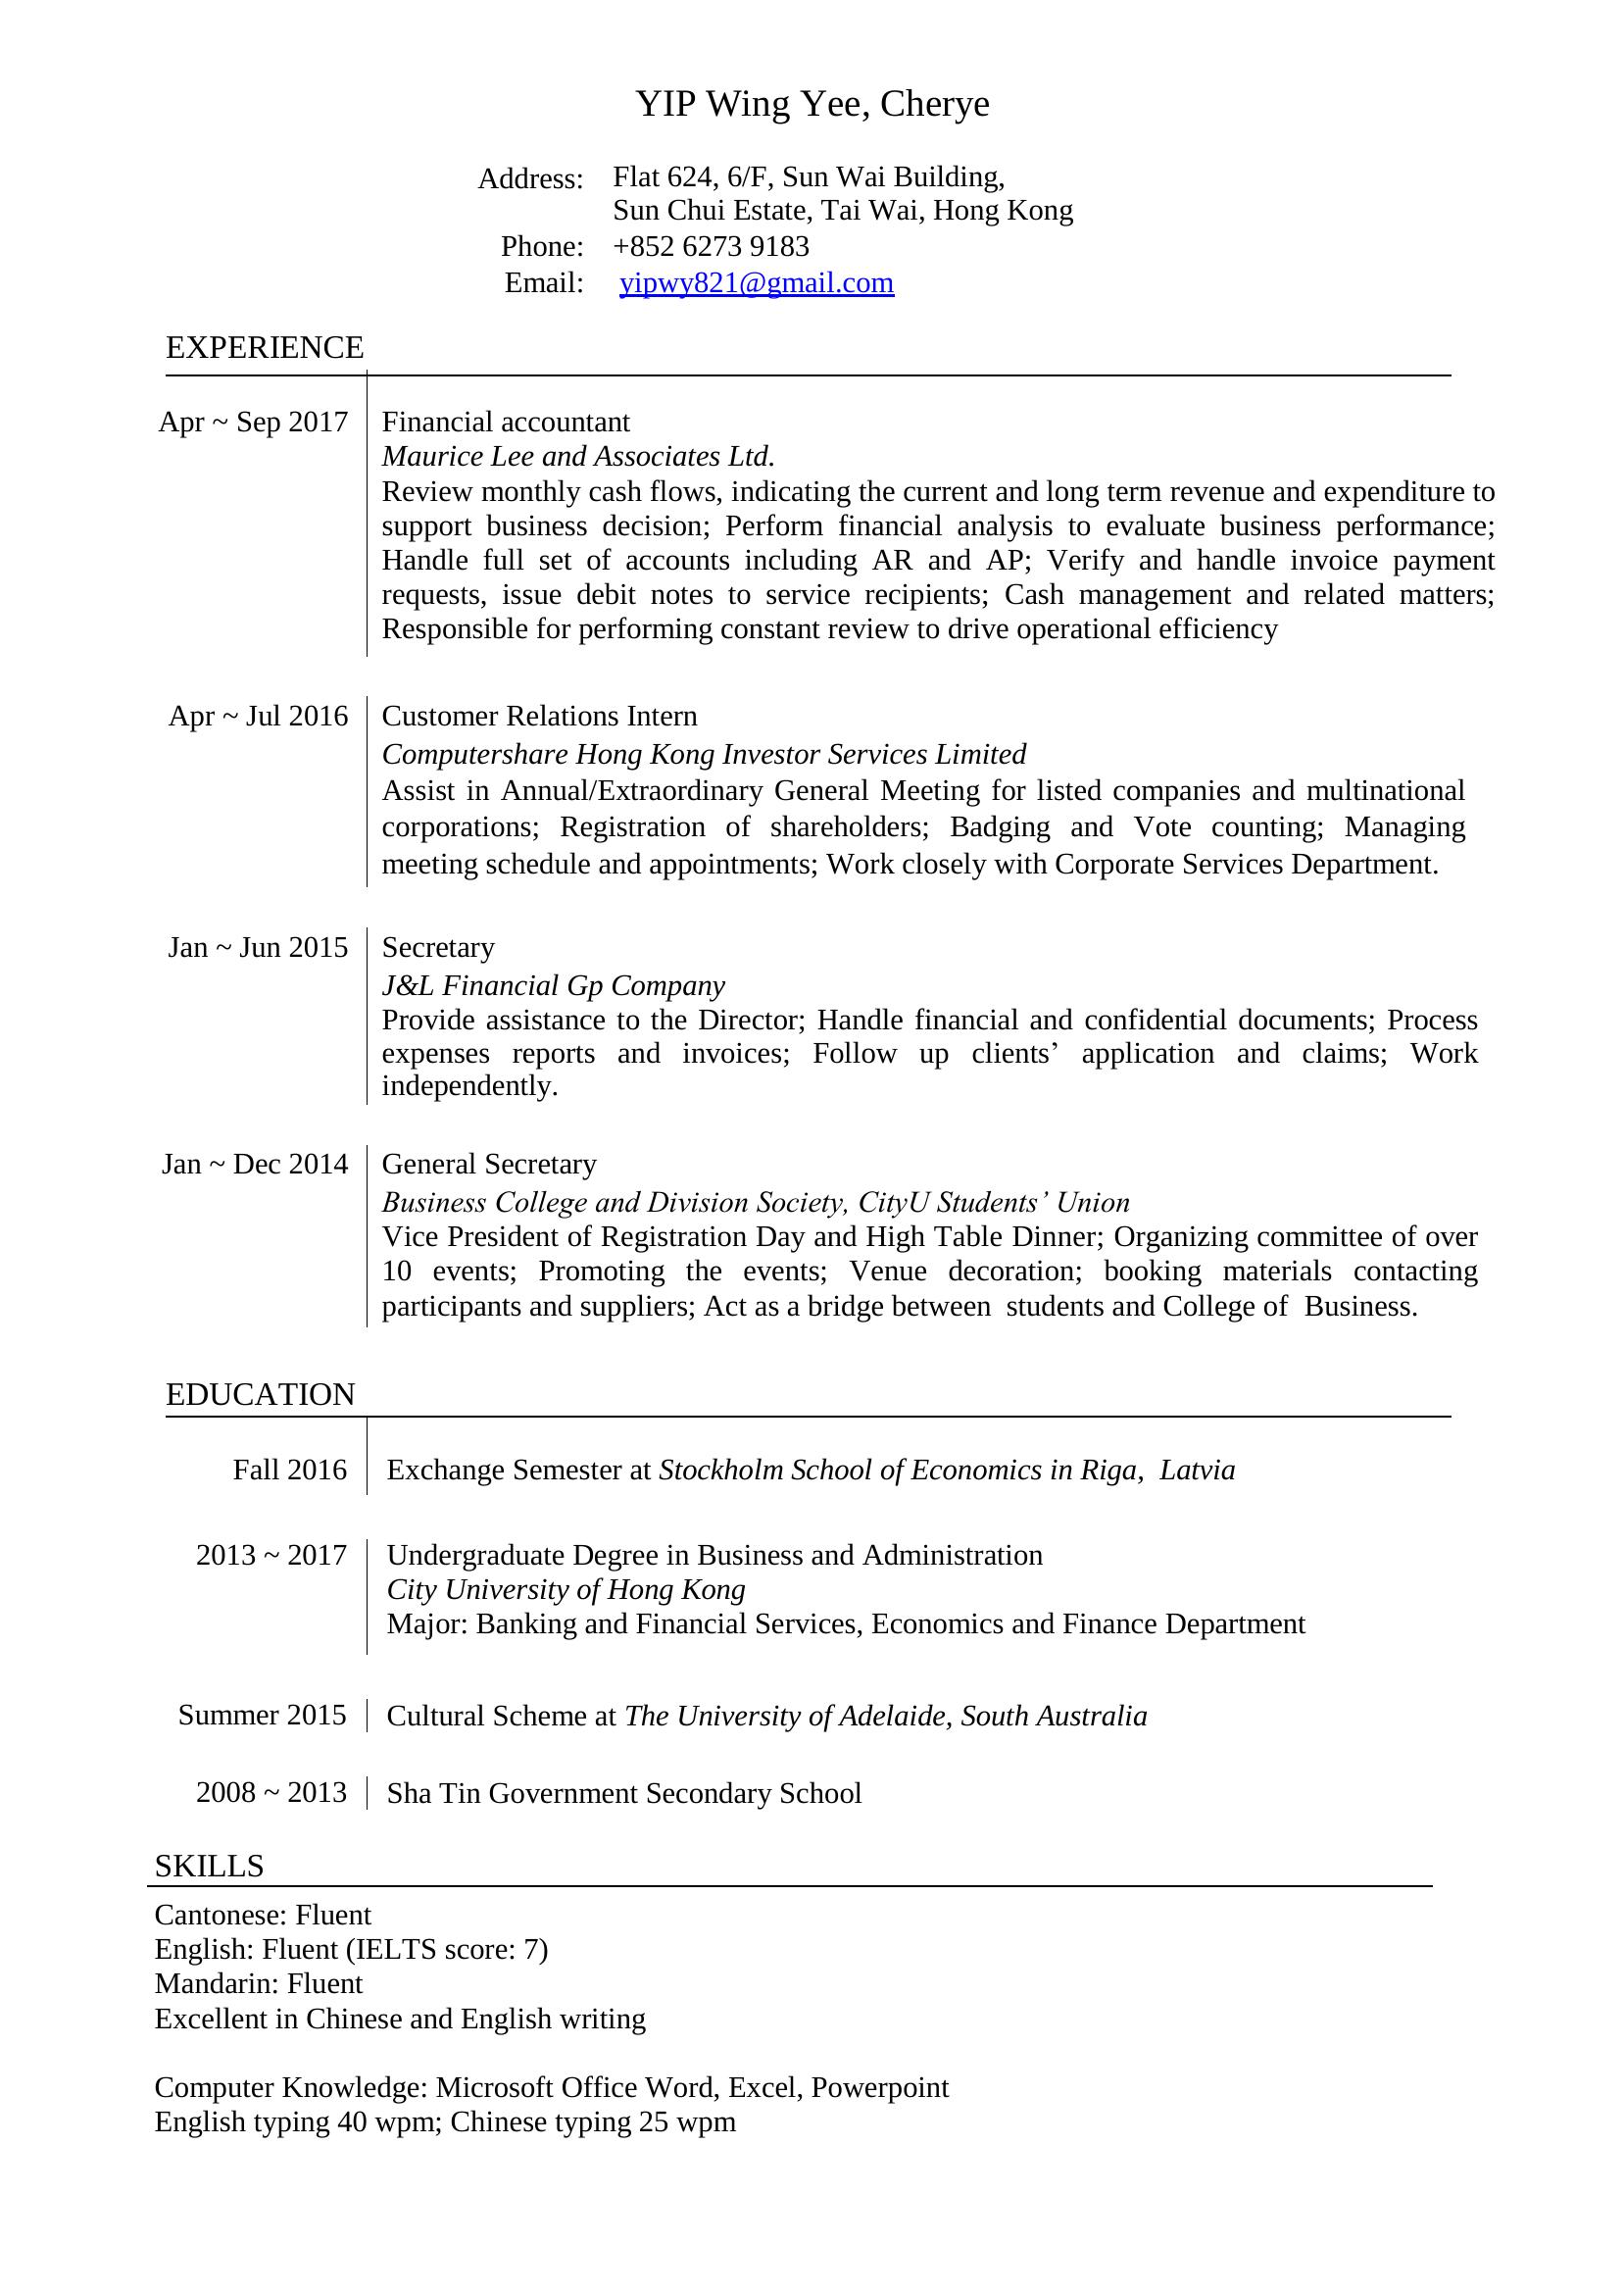 YIP Wing Yee, Cherye
Address: Flat 624, 6/F, Sun Wai Building,
Sun Chui Estate, Tai Wai, Hong Kong
Phone: +852 6273 9183
Email: yipwy821@gmail.com
EXPERIENCE
Apr ~ Sep 2017 Financial accountant
Maurice Lee and Associates Ltd.
Review monthly cash flows, indicating the current and long term revenue and expenditure to
support business decision; Perform financial analysis to evaluate business performance;
Handle full set of accounts including AR and AP; Verify and handle invoice payment
requests, issue debit notes to service recipients; Cash management and related matters;
Responsible for performing constant review to drive operational efficiency
Apr ~ Jul 2016 Customer Relations Intern
Computershare Hong Kong Investor Services Limited
Assist in Annual/Extraordinary General Meeting for listed companies and multinational
corporations; Registration of shareholders; Badging and Vote counting; Managing
meeting schedule and appointments; Work closely with Corporate Services Department.
Jan ~ Jun 2015 Secretary
J&L Financial Gp Company
Provide assistance to the Director; Handle financial and confidential documents; Process
expenses reports and invoices; Follow up clients’ application and claims; Work
independently.
Jan ~ Dec 2014 General Secretary
Business College and Division Society, CityU Students’ Union
Vice President of Registration Day and High Table Dinner; Organizing committee of over
10 events; Promoting the events; Venue decoration; booking materials contacting
participants and suppliers; Act as a bridge between students and College of Business.
EDUCATION
Fall 2016 Exchange Semester at Stockholm School of Economics in Riga, Latvia
2013 ~ 2017 Undergraduate Degree in Business and Administration
City University of Hong Kong
Major: Banking and Financial Services, Economics and Finance Department
Summer 2015 Cultural Scheme at The University of Adelaide, South Australia
2008 ~ 2013 Sha Tin Government Secondary School
SKILLS
Cantonese: Fluent
English: Fluent (IELTS score: 7)
Mandarin: Fluent
Excellent in Chinese and English writing
Computer Knowledge: Microsoft Office Word, Excel, Powerpoint
English typing 40 wpm; Chinese typing 25 wpm